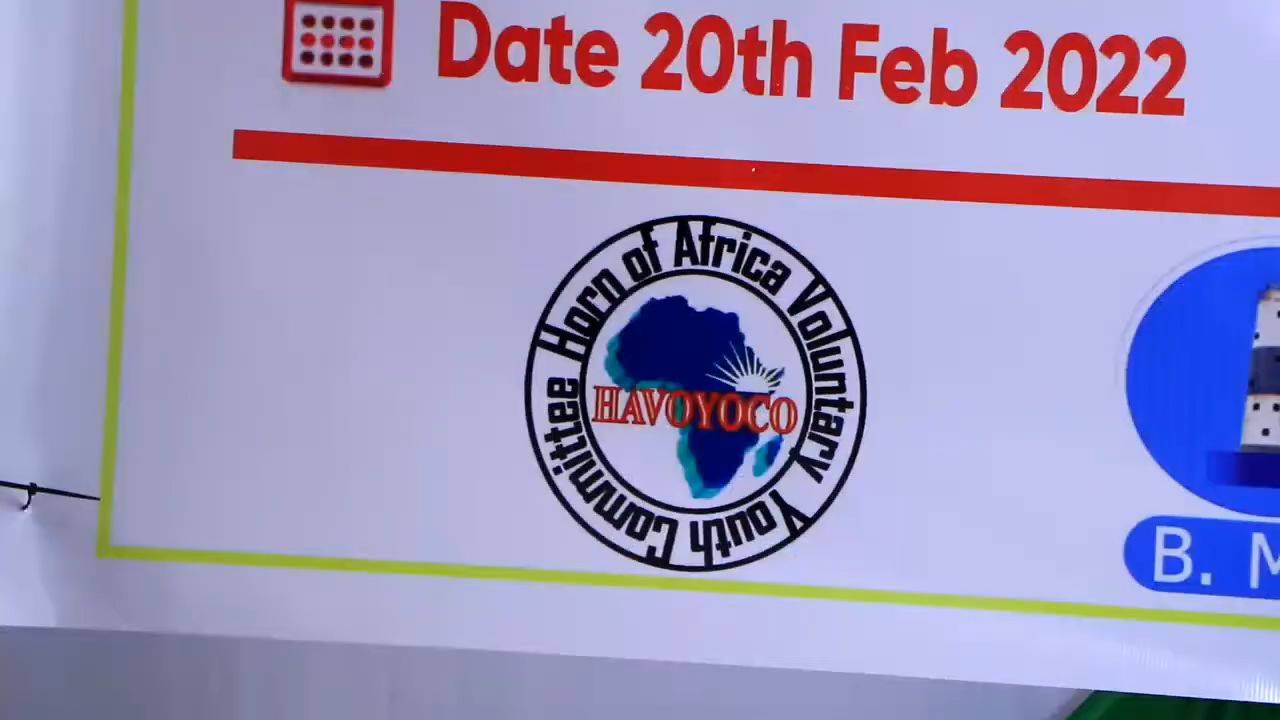 Date 20th Feb 2022
Horn of Africa Voluntary Youth Committee
HAVOYOCO
B. M